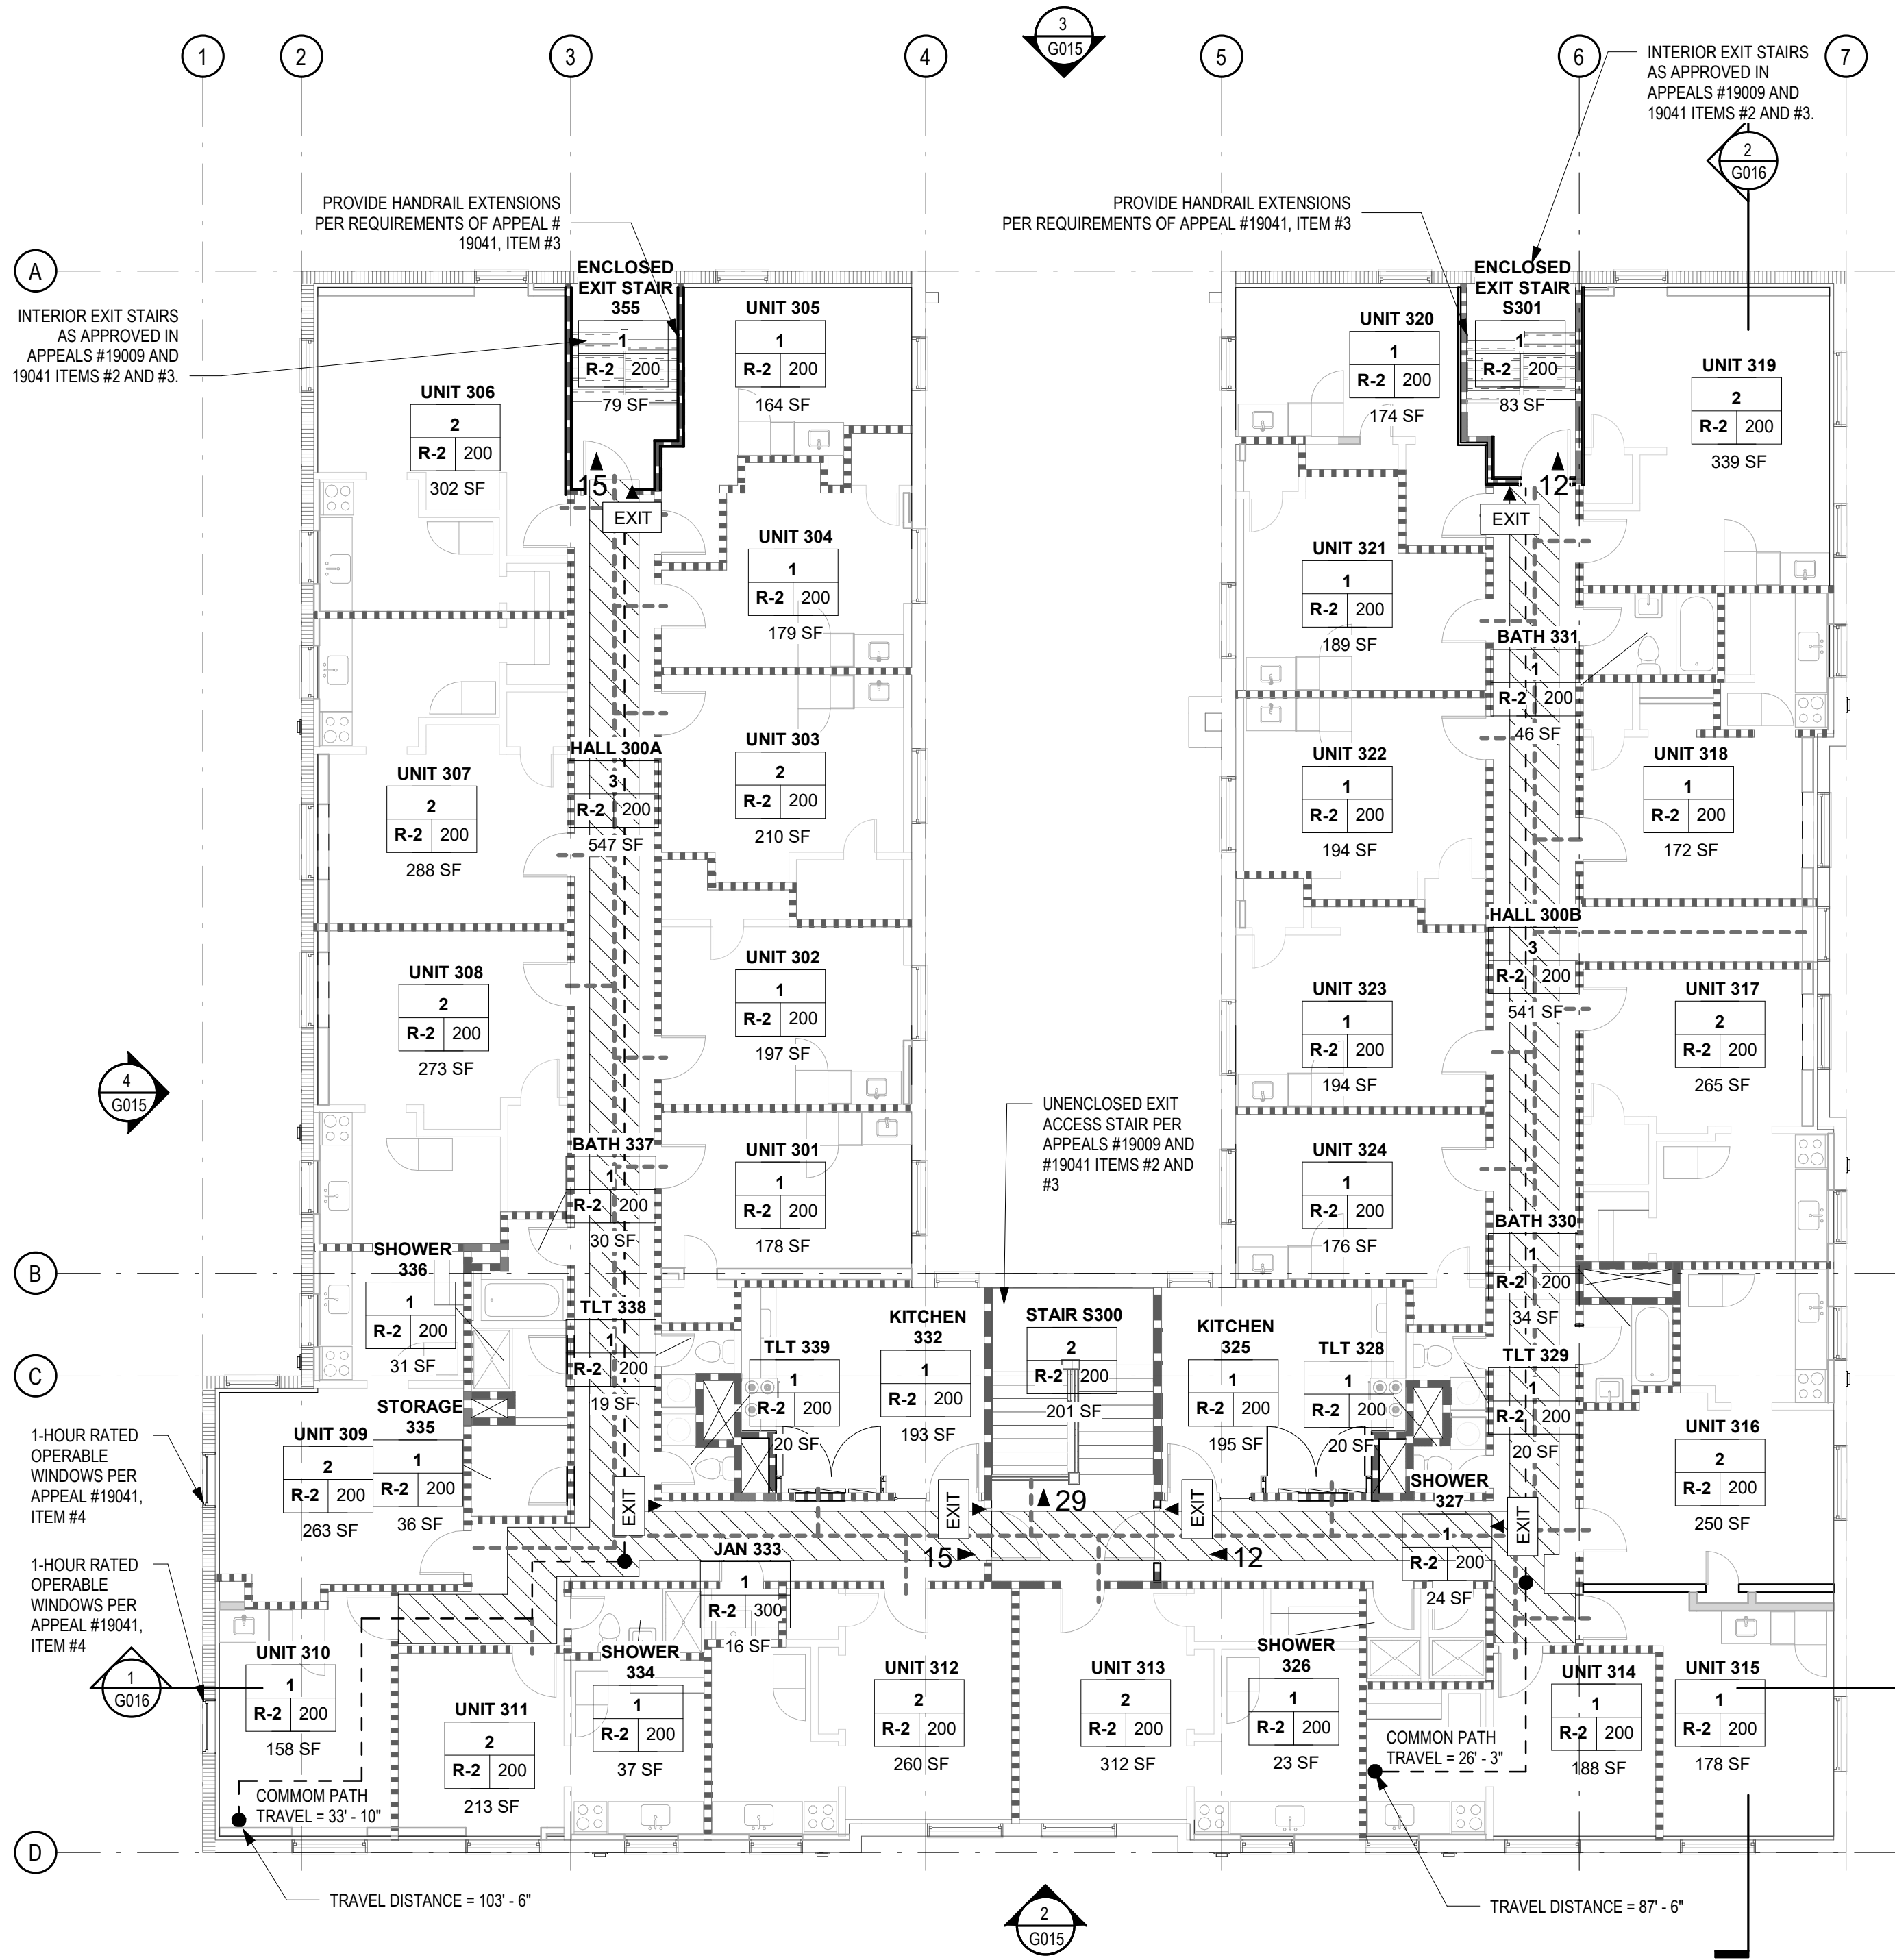 1
2
3
4
5
6
7
3
G015
INTERIOR EXIT STAIRS
AS APPROVED IN
APPEALS #19009 AND
19041 ITEMS #2 AND #3.
2
G016
PROVIDE HANDRAIL EXTENSIONS
PER REQUIREMENTS OF APPEAL #
19041, ITEM #3
PROVIDE HANDRAIL EXTENSIONS
PER REQUIREMENTS OF APPEAL #19041, ITEM #3
A
INTERIOR EXIT STAIRS
AS APPROVED IN
APPEALS #19009 AND
19041 ITEMS #2 AND #3.
ENCLOSED
EXIT STAIR
355
1
R-2 200
79 SF
UNIT 305
1
R-2 200
164 SF
UNIT 320
1
R-2 200
174 SF
ENCLOSED
EXIT STAIR
S301
1
R-2 200
83 SF
UNIT 319
2
R-2 200
339 SF
UNIT 306
2
R-2 200
302 SF
15
EXIT
12
EXIT
UNIT 304
1
R-2 200
179 SF
UNIT 321
1
R-2 200
189 SF
BATH 331
1
R-2 200
46 SF
UNIT 307
2
R-2 200
288 SF
HALL 300A
3
R-2 200
547 SF
UNIT 303
2
R-2 200
210 SF
UNIT 322
1
R-2 200
194 SF
UNIT 318
1
R-2 200
172 SF
HALL 300B
3
R-2 200
541 SF
UNIT 308
2
R-2 200
273 SF
UNIT 302
1
R-2 200
197 SF
UNIT 323
1
R-2 200
194 SF
UNIT 317
2
R-2 200
265 SF
4
G015
UNENCLOSED EXIT
ACCESS STAIR PER
APPEALS #19009 AND
#19041 ITEMS #2 AND
#3
BATH 337
1
R-2 200
30 SF
UNIT 301
1
R-2 200
178 SF
UNIT 324
1
R-2 200
176 SF
BATH 330
1
R-2 200
34 SF
B
SHOWER
336
1
R-2 200
31 SF
TLT 338
1
R-2 200
19 SF
TLT 339
1
R-2 200
20 SF
KITCHEN
332
1
R-2 200
193 SF
STAIR S300
2
R-2 200
201 SF
KITCHEN
325
1
R-2 200
195 SF
TLT 328
1
R-2 200
20 SF
TLT 329
1
R-2 200
20 SF
C
1-HOUR RATED
OPERABLE
WINDOWS PER
APPEAL #19041,
ITEM #4
UNIT 309
2
R-2 200
263 SF
STORAGE
335
1
R-2 200
36 SF
UNIT 316
2
R-2 200
250 SF
EXIT
EXIT
29
EXIT
EXIT
15
12
SHOWER
327
1
R-2 200
24 SF
1-HOUR RATED
OPERABLE
WINDOWS PER
APPEAL #19041,
ITEM #4
1
G016
JAN 333
1
R-2 300
16 SF
UNIT 310
1
R-2 200
158 SF
UNIT 311
2
R-2 200
213 SF
SHOWER
334
1
R-2 200
37 SF
UNIT 312
2
R-2 200
260 SF
UNIT 313
2
R-2 200
312 SF
SHOWER
326
1
R-2 200
23 SF
UNIT 314
1
R-2 200
188 SF
UNIT 315
1
R-2 200
178 SF
COMMOM PATH
TRAVEL = 33' - 10"
COMMON PATH
TRAVEL = 26' - 3"
D
TRAVEL DISTANCE = 103' - 6"
TRAVEL DISTANCE = 87' - 6"
2
G015